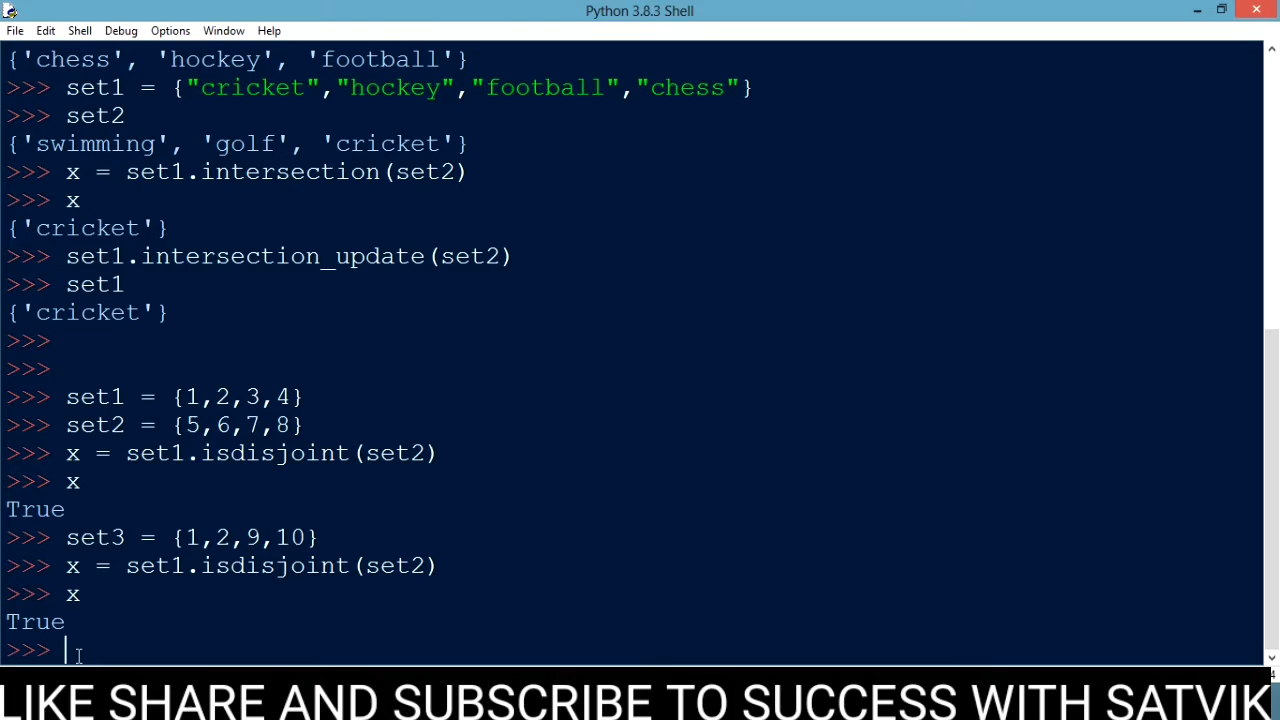 Python 3.8.3 Shell
File Edit Shell Debug Options Window Help
{'chess', 'hockey', 'football'}
>>> set1 = {"cricket","hockey","football","chess"}
>>> set2
{'swimming', 'golf', 'cricket'}
>>> x = set1.intersection(set2)
>>> x
{'cricket'}
>>> set1.intersection_update(set2)
>>> set1
{'cricket'}
>>>
>>>
>>> set1 = {1,2,3,4}
>>> set2 = {5,6,7,8}
>>> x = set1.isdisjoint(set2)
>>> x
True
>>> set3 = {1,2,9,10}
>>> x = set1.isdisjoint(set2)
>>> x
True
>>>
LIKE SHARE AND SUBSCRIBE TO SUCCESS WITH SATVIK